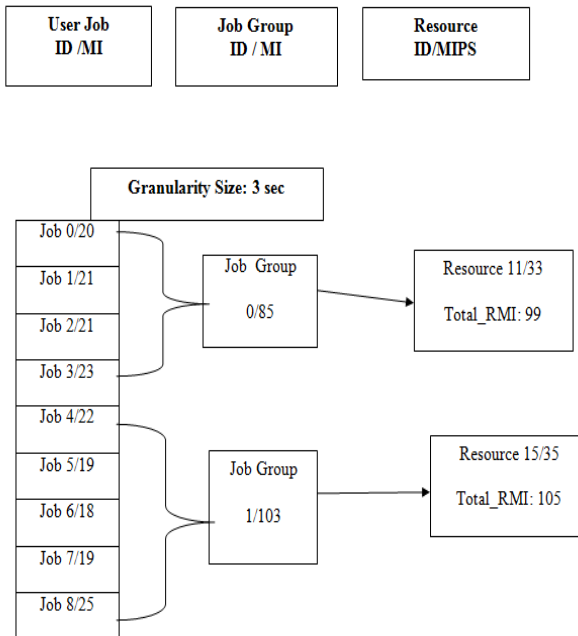 User Job
ID /MI
Job Group
ID / MI
Resource
ID/MIPS
Granularity Size: 3 sec
Job 0/20
Job 1/21
Job 2/21
Job 3/23
Job 4/22
Job 5/19
Job 6/18
Job 7/19
Job 8/25
Job Group
0/85
Job Group
1/103
Resource 11/33
Total_RMI: 99
Resource 15/35
Total_RMI: 105